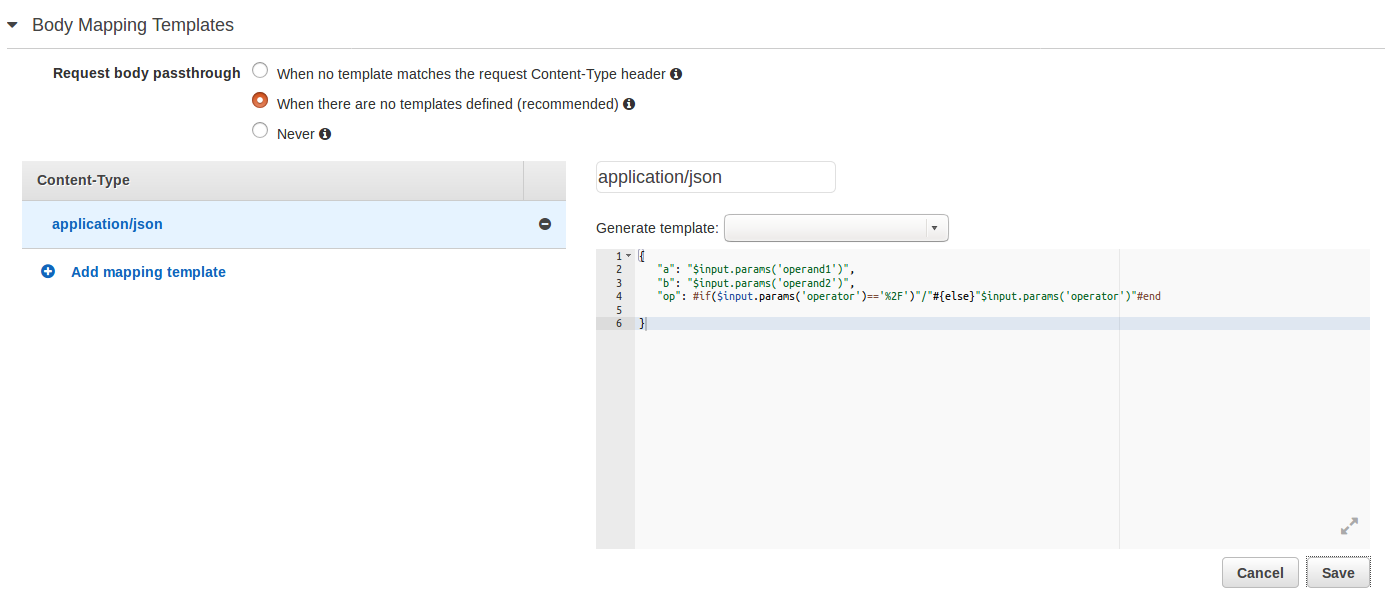 Body Mapping Templates
Request body passthrough
When no template matches the request Content-Type header
When there are no templates defined (recommended)
Never
Content-Type
application/json
Add mapping template
application/json
Generate template:
1 {
2 "a": "$input.params('operand1')",
3 "b": "$input.params('operand2')",
4 "op": #if($input.params('operator')=='%2F')"/"#{else}"$input.params('operator')"#end
5
6 }
Cancel Save